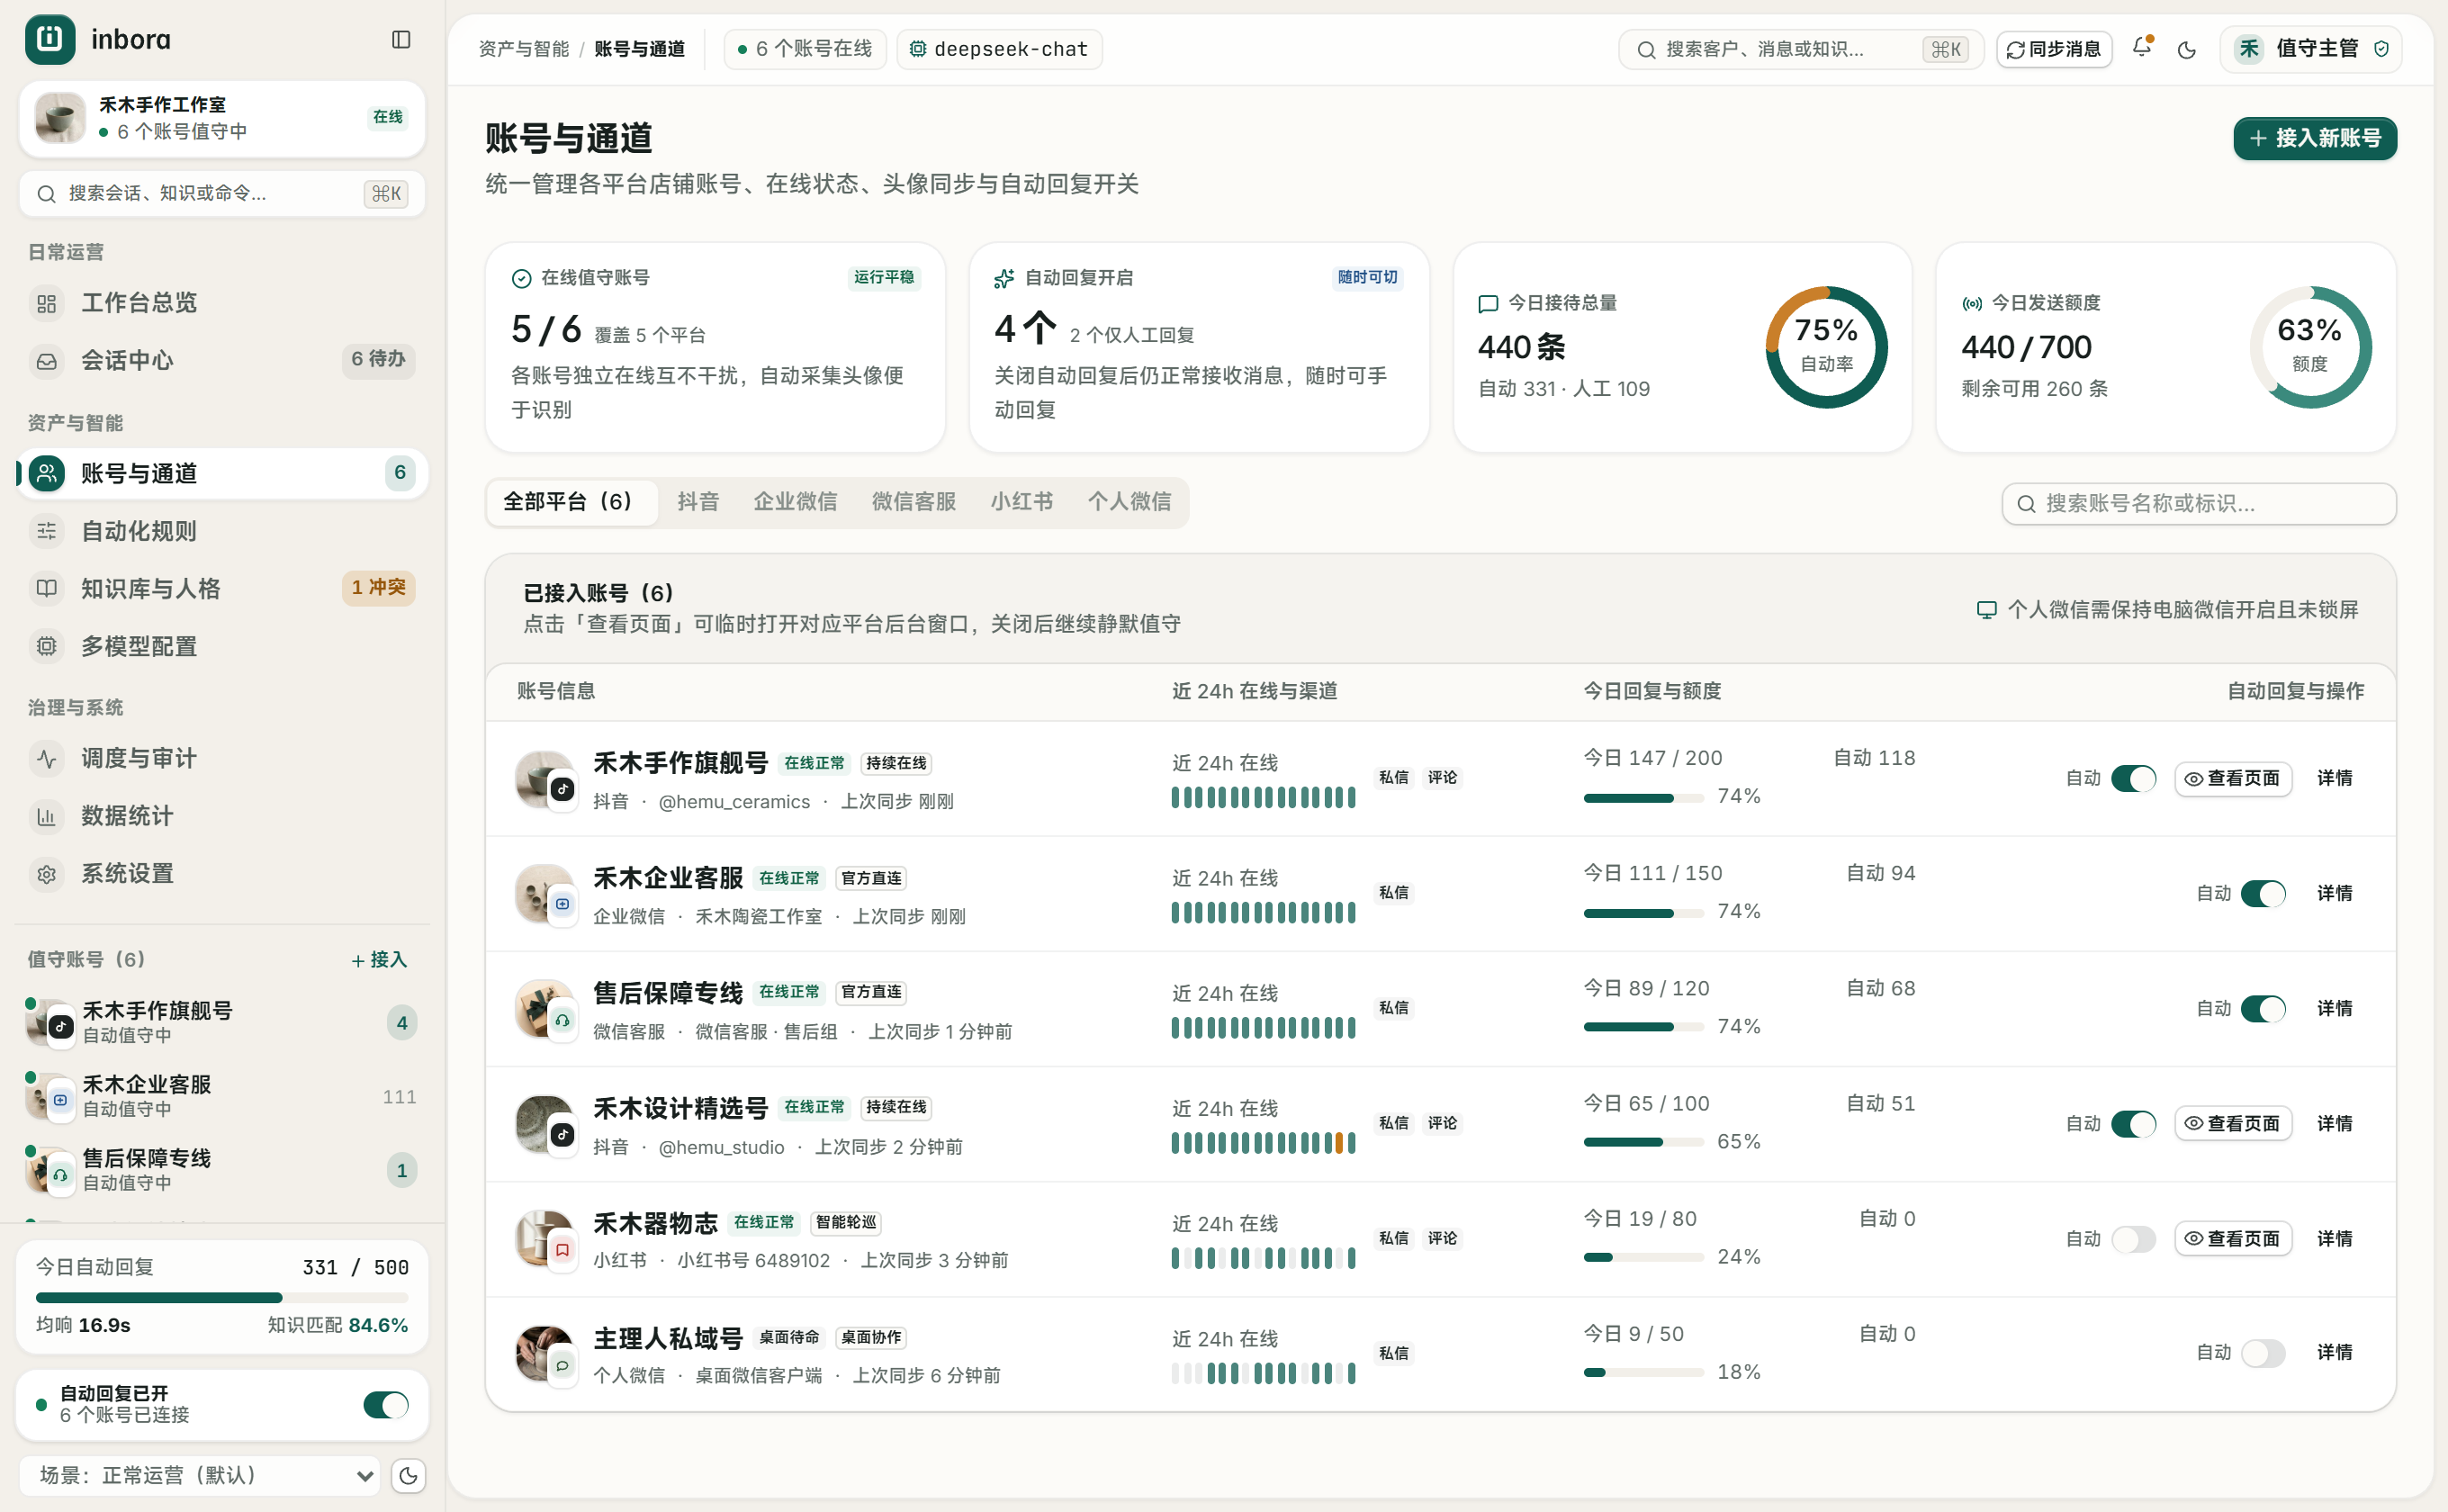 inbora
禾木手作工作室
6 个账号值守中
在线
搜索会话、知识或命令...
⌘K
日常运营
工作台总览
会话中心
6 待办
资产与智能
账号与通道
6
自动化规则
知识库与人格
1 冲突
多模型配置
治理与系统
调度与审计
数据统计
系统设置
值守账号（6）
+ 接入
禾木手作旗舰号
自动值守中
4
禾木企业客服
自动值守中
111
售后保障专线
自动值守中
1
今日自动回复
331 / 500
均响 16.9s
知识匹配 84.6%
自动回复已开
6 个账号已连接
场景：正常运营（默认）
资产与智能 / 账号与通道
6 个账号在线
deepseek-chat
搜索客户、消息或知识...
⌘K
同步消息
禾
值守主管
账号与通道
统一管理各平台店铺账号、在线状态、头像同步与自动回复开关
+ 接入新账号
在线值守账号
运行平稳
5 / 6 覆盖 5 个平台
各账号独立在线互不干扰，自动采集头像便
于识别
自动回复开启
随时可切
4 个 2 个仅人工回复
关闭自动回复后仍正常接收消息，随时可手
动回复
今日接待总量
440 条
自动 331 · 人工 109
75%
自动率
今日发送额度
440 / 700
剩余可用 260 条
63%
额度
全部平台（6）
抖音
企业微信
微信客服
小红书
个人微信
搜索账号名称或标识...
已接入账号（6）
点击「查看页面」可临时打开对应平台后台窗口，关闭后继续静默值守
个人微信需保持电脑微信开启且未锁屏
账号信息
近 24h 在线与渠道
今日回复与额度
自动回复与操作
禾木手作旗舰号 在线正常 持续在线
抖音 · @hemu_ceramics · 上次同步 刚刚
近 24h 在线
私信 评论
今日 147 / 200
自动 118
74%
自动
查看页面
详情
禾木企业客服 在线正常 官方直连
企业微信 · 禾木陶瓷工作室 · 上次同步 刚刚
近 24h 在线
私信
今日 111 / 150
自动 94
74%
自动
详情
售后保障专线 在线正常 官方直连
微信客服 · 微信客服 · 售后组 · 上次同步 1 分钟前
近 24h 在线
私信
今日 89 / 120
自动 68
74%
自动
详情
禾木设计精选号 在线正常 持续在线
抖音 · @hemu_studio · 上次同步 2 分钟前
近 24h 在线
私信 评论
今日 65 / 100
自动 51
65%
自动
查看页面
详情
禾木器物志 在线正常 智能轮巡
小红书 · 小红书号 6489102 · 上次同步 3 分钟前
近 24h 在线
私信 评论
今日 19 / 80
自动 0
24%
自动
查看页面
详情
主理人私域号 桌面待命 桌面协作
个人微信 · 桌面微信客户端 · 上次同步 6 分钟前
近 24h 在线
私信
今日 9 / 50
自动 0
18%
自动
详情